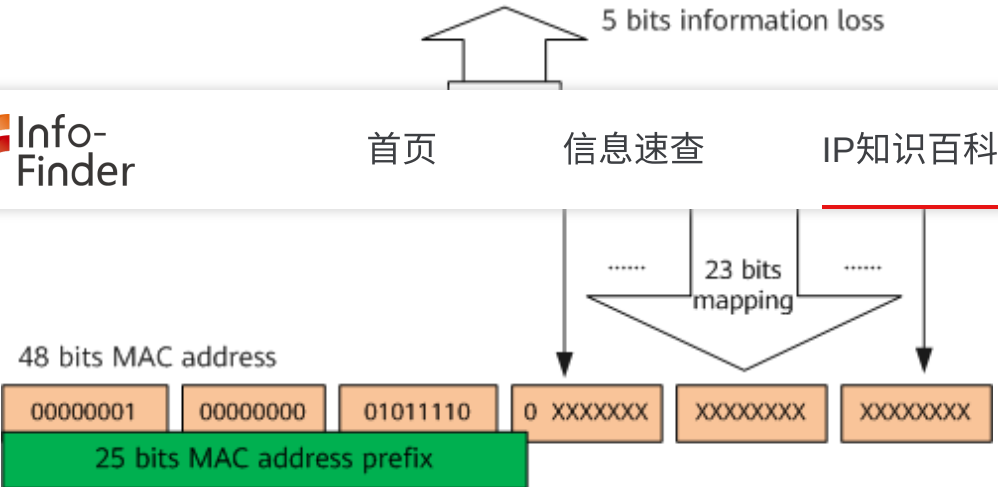 5 bits information loss
Info-
Finder
首页 信息速查 IP知识百科
...... 23 bits ......
mapping
48 bits MAC address
00000001 00000000 01011110 0 XXXXXXX XXXXXXXX XXXXXXXX
25 bits MAC address prefix